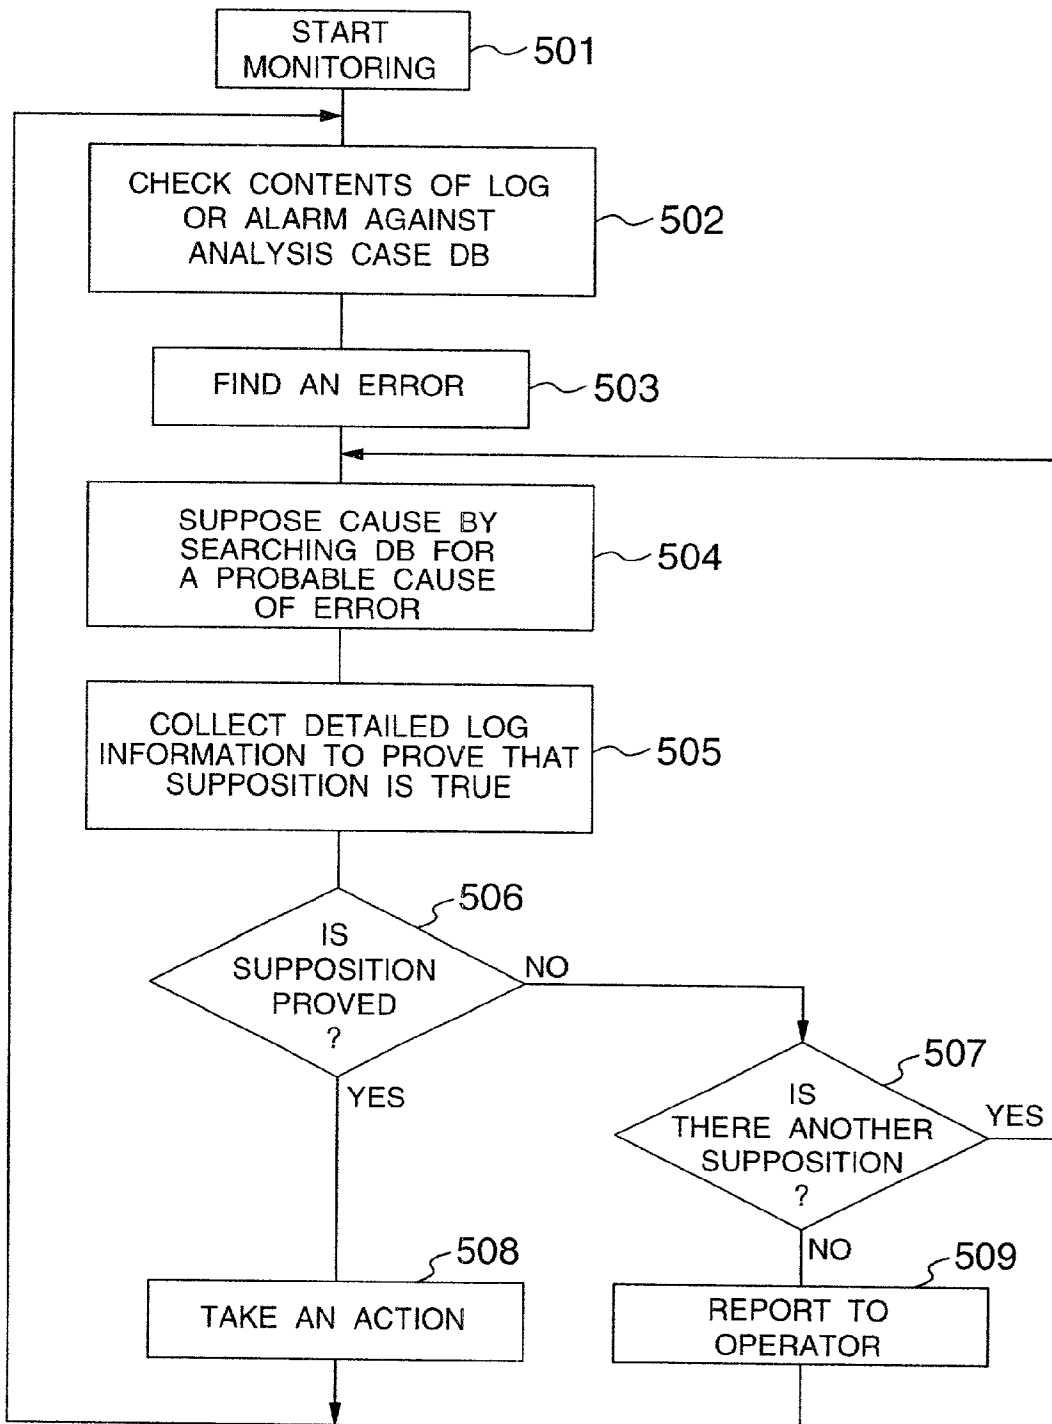 START
MONITORING
501
CHECK CONTENTS OF LOG
OR ALARM AGAINST
ANALYSIS CASE DB
502
FIND AN ERROR
503
SUPPOSE CAUSE BY
SEARCHING DB FOR
A PROBABLE CAUSE
OF ERROR
504
COLLECT DETAILED LOG
INFORMATION TO PROVE THAT
SUPPOSITION IS TRUE
505
506
IS
SUPPOSITION
PROVED
?
NO
YES
507
IS
THERE ANOTHER
SUPPOSITION
?
YES
NO
508
TAKE AN ACTION
509
REPORT TO
OPERATOR